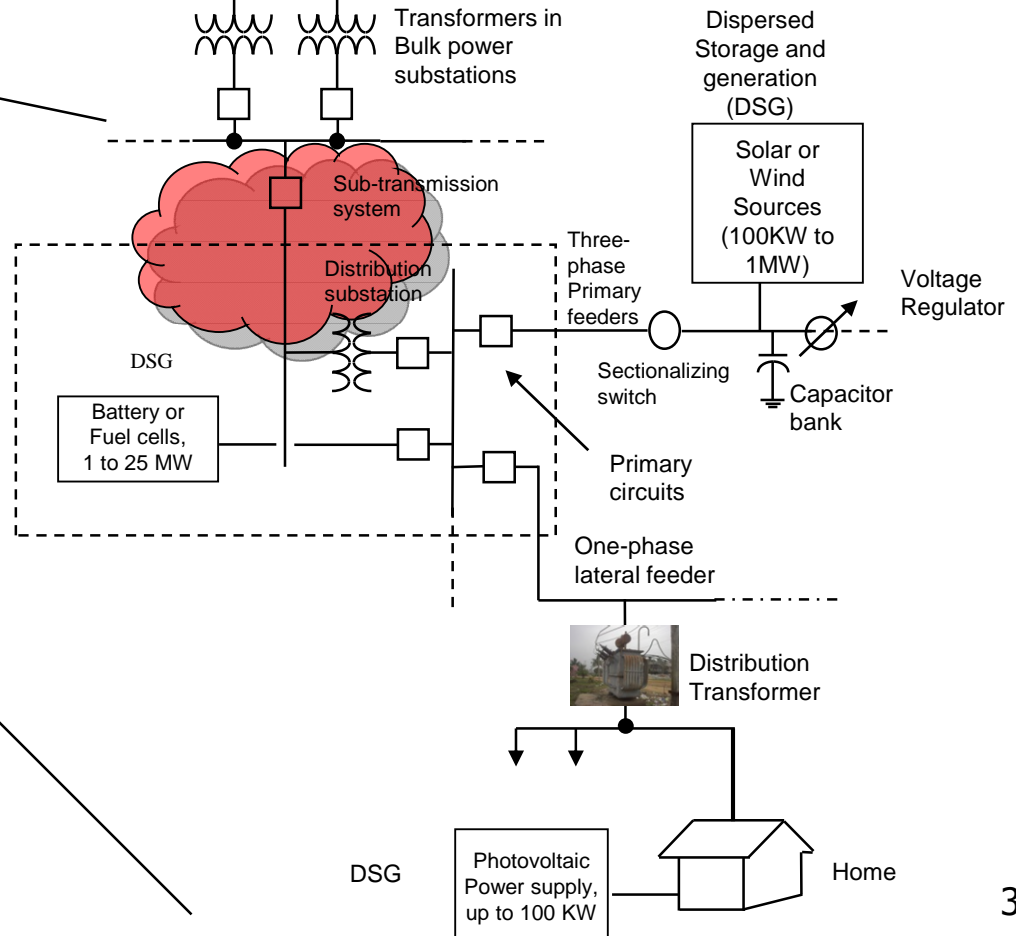 Transformers in
Bulk power
substations
Dispersed
Storage and
generation
(DSG)
Solar or
Wind
Sources
(100KW to
1MW)
Sub-transmission
system
Three-
phase
Primary
feeders
Voltage
Regulator
Distribution
substation
DSG
Sectionalizing
switch
Capacitor
bank
Battery or
Fuel cells,
1 to 25 MW
Primary
circuits
One-phase
lateral feeder
Distribution
Transformer
DSG
Photovoltaic
Power supply,
up to 100 KW
Home
3